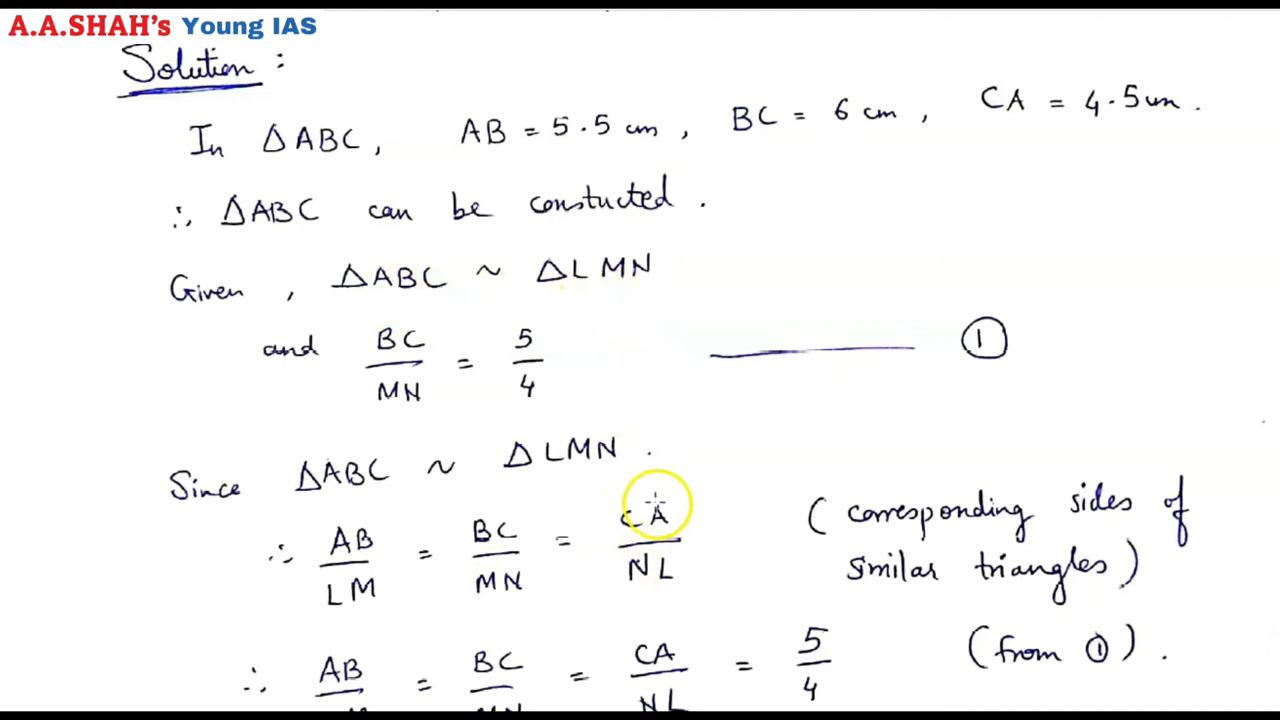 A.A.SHAH's Young IAS
Solution :
In ΔABC, AB = 5.5 cm, BC = 6 cm, CA = 4.5 cm.
∴ ΔABC can be constucted.
Given, ΔABC ~ ΔLMN
and BC/MN = 5/4 ——— ①
Since ΔABC ~ ΔLMN.
∴ AB/LM = BC/MN = CA/NL (corresponding sides of
similar triangles)
∴ AB/LM = BC/MN = CA/NL = 5/4 (from ①).